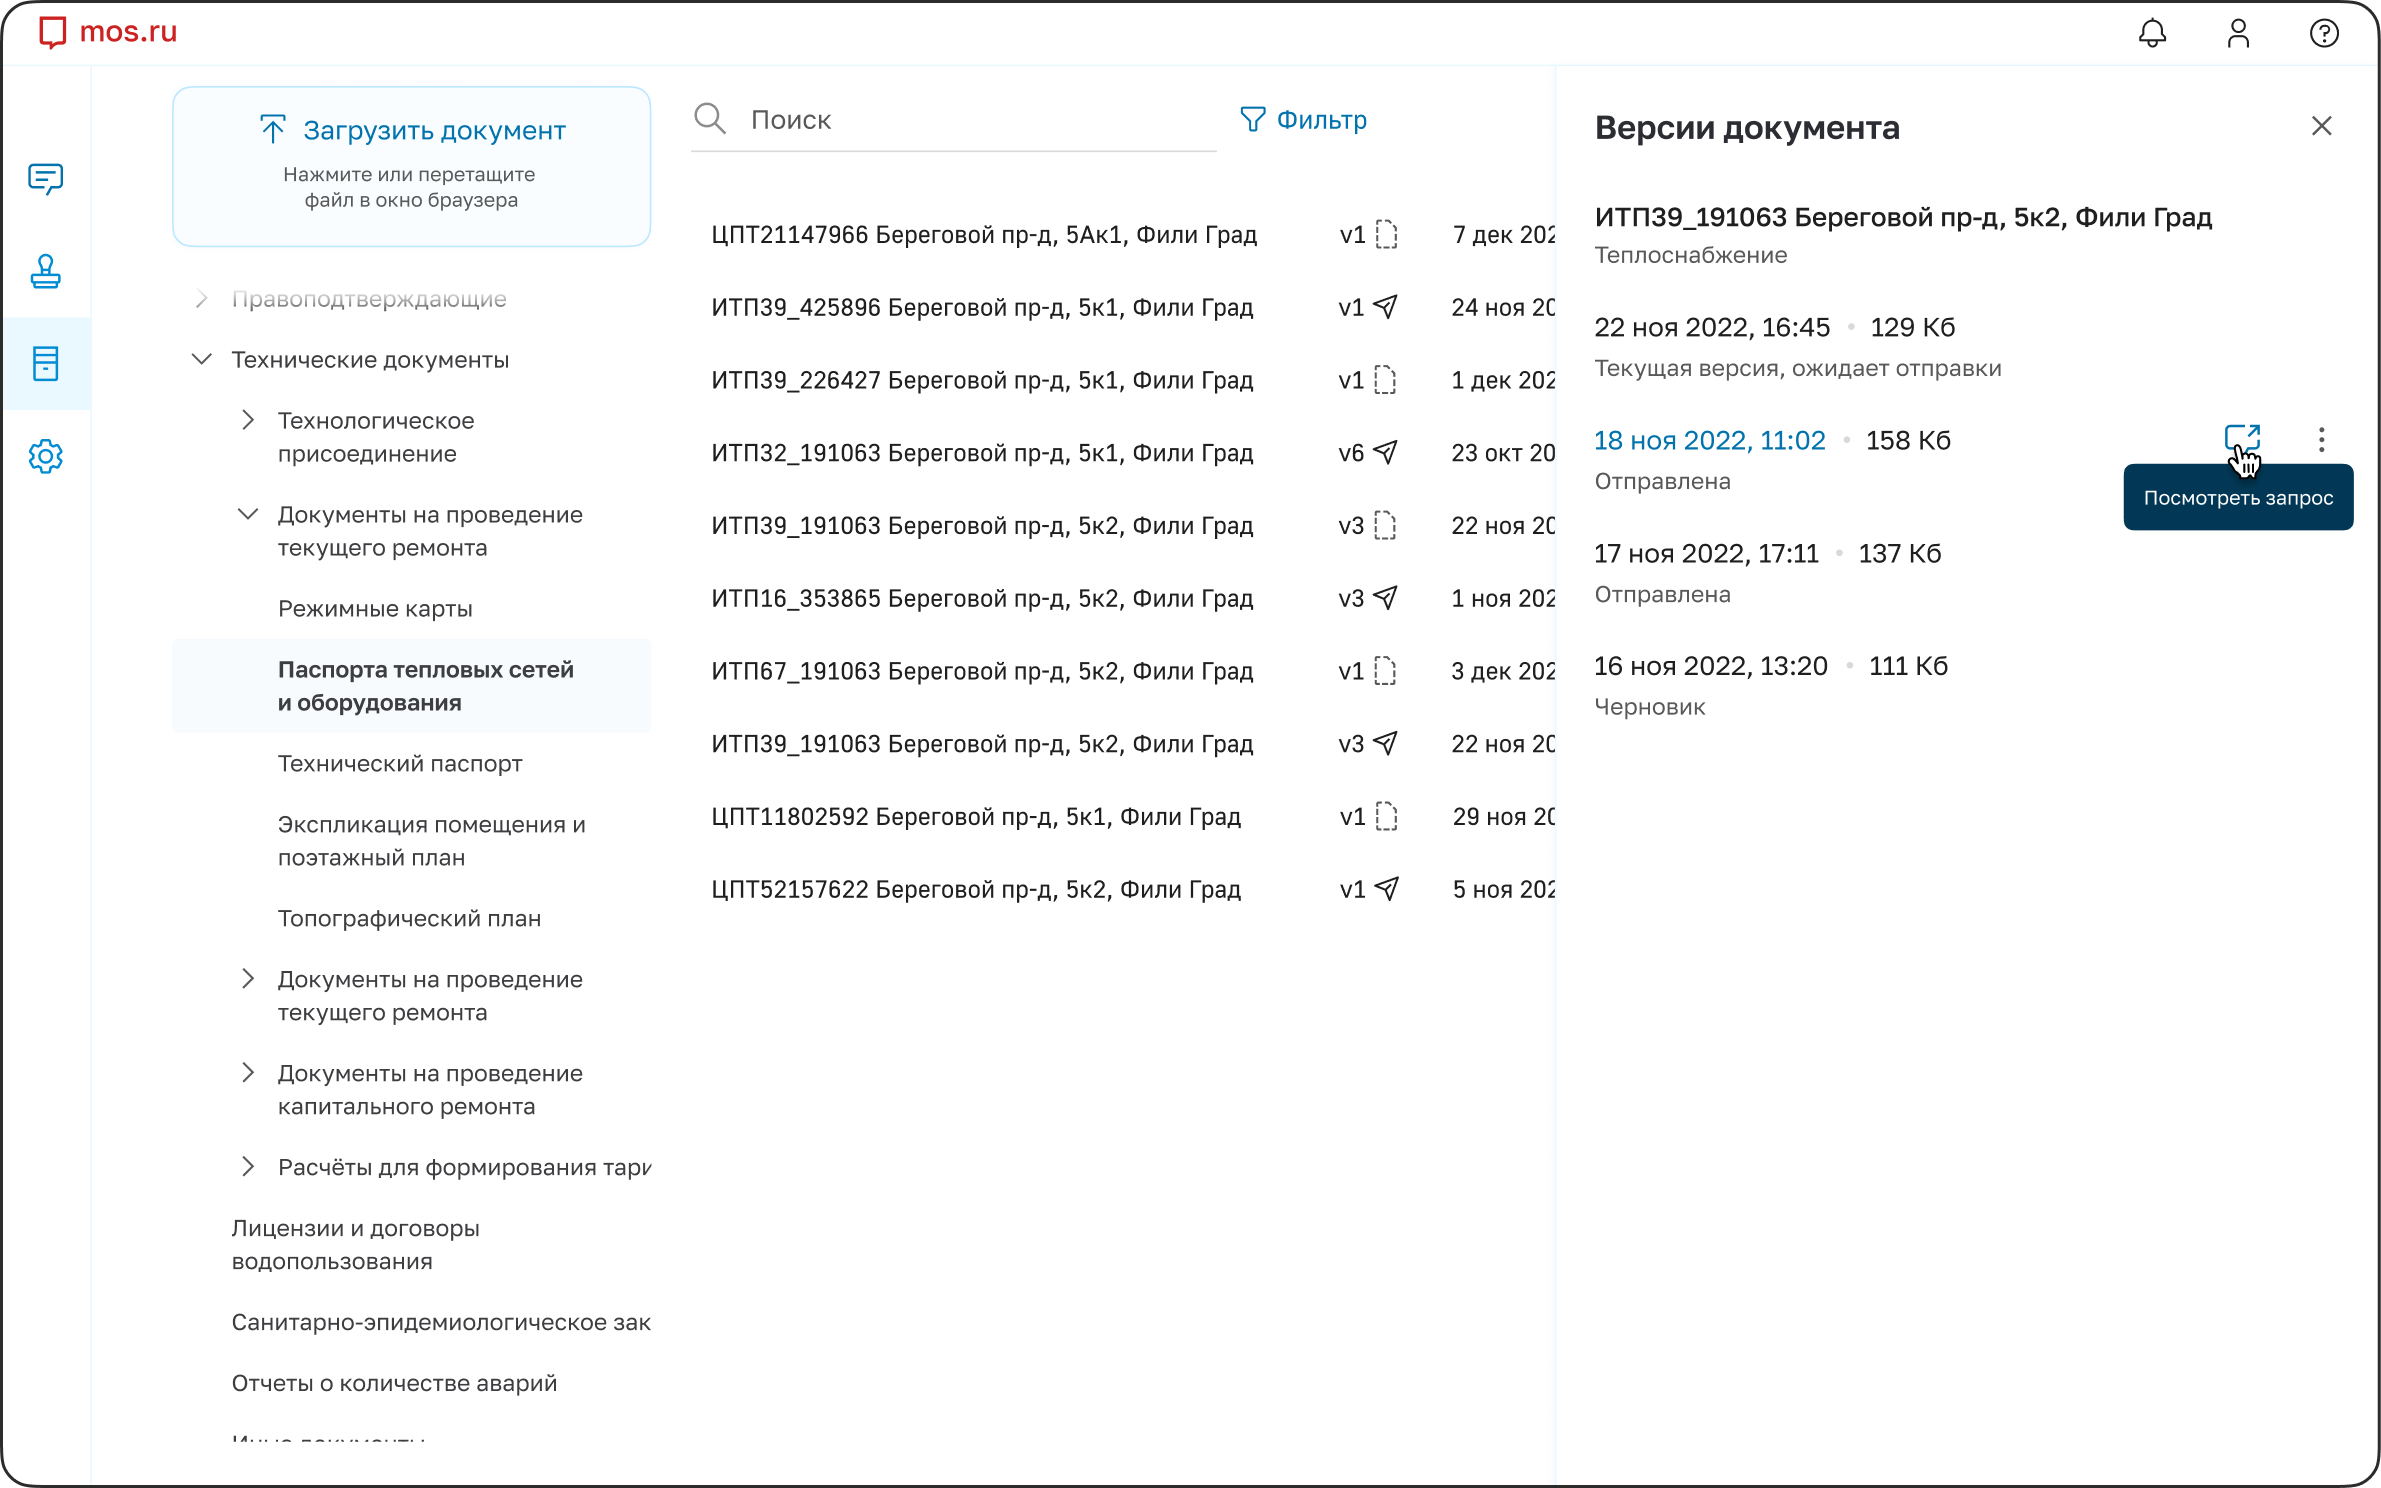 mos.ru
Загрузить документ
Нажмите или перетащите
файл в окно браузера
Правоподтверждающие
Технические документы
Технологическое
присоединение
Документы на проведение
текущего ремонта
Режимные карты
Паспорта тепловых сетей
и оборудования
Технический паспорт
Экспликация помещения и
поэтажный план
Топографический план
Документы на проведение
текущего ремонта
Документы на проведение
капитального ремонта
Расчёты для формирования тари
Лицензии и договоры
водопользования
Санитарно-эпидемиологическое зак
Отчеты о количестве аварий
Иные документы
Поиск
Фильтр
ЦПТ21147966 Береговой пр-д, 5Ак1, Фили Град v1 7 дек 202
ИТП39_425896 Береговой пр-д, 5к1, Фили Град v1 24 ноя 20
ИТП39_226427 Береговой пр-д, 5к1, Фили Град v1 1 дек 202
ИТП32_191063 Береговой пр-д, 5к1, Фили Град v6 23 окт 20
ИТП39_191063 Береговой пр-д, 5к2, Фили Град v3 22 ноя 20
ИТП16_353865 Береговой пр-д, 5к2, Фили Град v3 1 ноя 202
ИТП67_191063 Береговой пр-д, 5к2, Фили Град v1 3 дек 202
ИТП39_191063 Береговой пр-д, 5к2, Фили Град v3 22 ноя 20
ЦПТ11802592 Береговой пр-д, 5к1, Фили Град v1 29 ноя 20
ЦПТ52157622 Береговой пр-д, 5к2, Фили Град v1 5 ноя 202
Версии документа
ИТП39_191063 Береговой пр-д, 5к2, Фили Град
Теплоснабжение
22 ноя 2022, 16:45 • 129 Кб
Текущая версия, ожидает отправки
18 ноя 2022, 11:02 • 158 Кб
Отправлена
Посмотреть запрос
17 ноя 2022, 17:11 • 137 Кб
Отправлена
16 ноя 2022, 13:20 • 111 Кб
Черновик